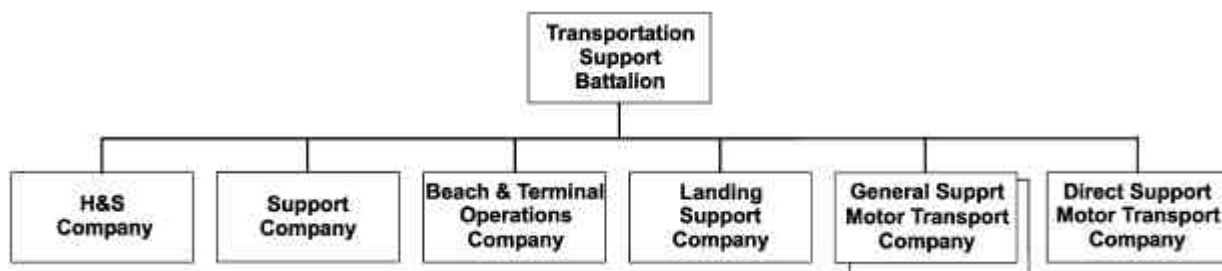 Transportation
Support
Battalion
H&S
Company
Support
Company
Beach & Terminal
Operations
Company
Landing
Support
Company
General Supprt
Motor Transport
Company
Direct Support
Motor Transport
Company